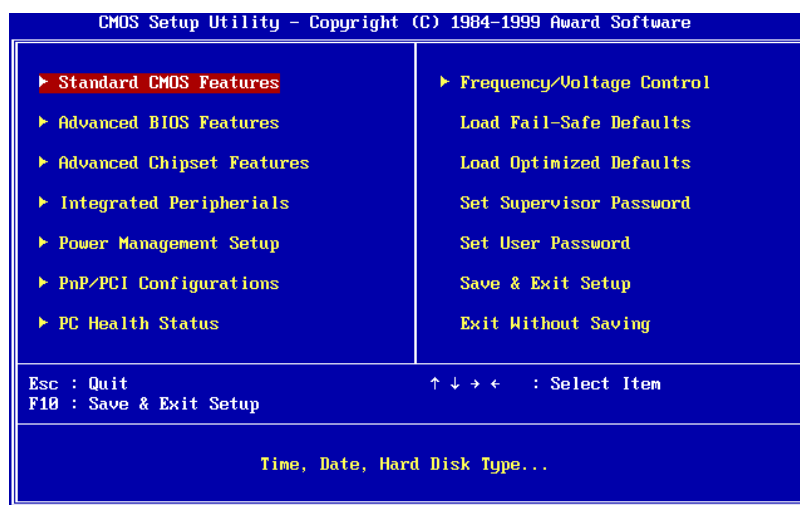 CMOS Setup Utility - Copyright (C) 1984-1999 Award Software
▸ Standard CMOS Features
▸ Advanced BIOS Features
▸ Advanced Chipset Features
▸ Integrated Peripherials
▸ Power Management Setup
▸ PnP/PCI Configurations
▸ PC Health Status
▸ Frequency/Voltage Control
Load Fail-Safe Defaults
Load Optimized Defaults
Set Supervisor Password
Set User Password
Save & Exit Setup
Exit Without Saving
Esc : Quit
F10 : Save & Exit Setup
↑ ↓ → ← : Select Item
Time, Date, Hard Disk Type...